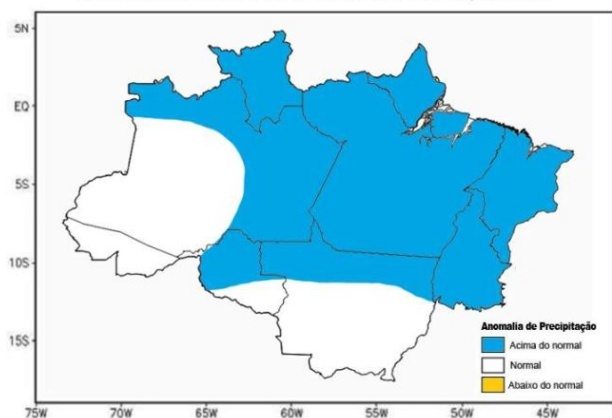 5N
EQ
5S
10S
15S
75W 70W 65W 60W 55W 50W 45W
Anomalia de Precipitação
Acima do normal
Normal
Abaixo do normal